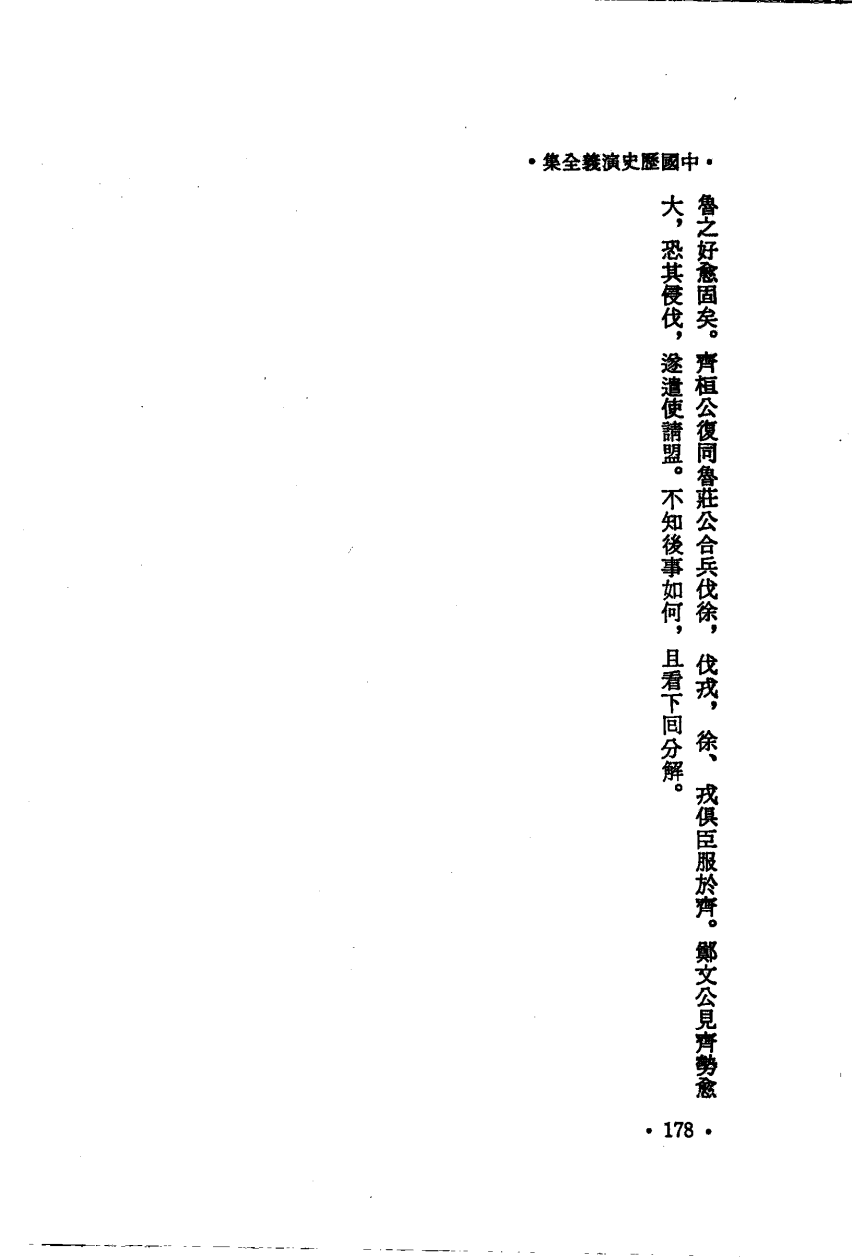 ·中國歷史演義全集·
魯之好愈固矣。齊桓公復同魯莊公合兵伐徐，伐戎，徐、戎俱臣服於齊。鄭文公見齊勢愈
大，恐其侵伐，遂遣使請盟。不知後事如何，且看下回分解。
·178·